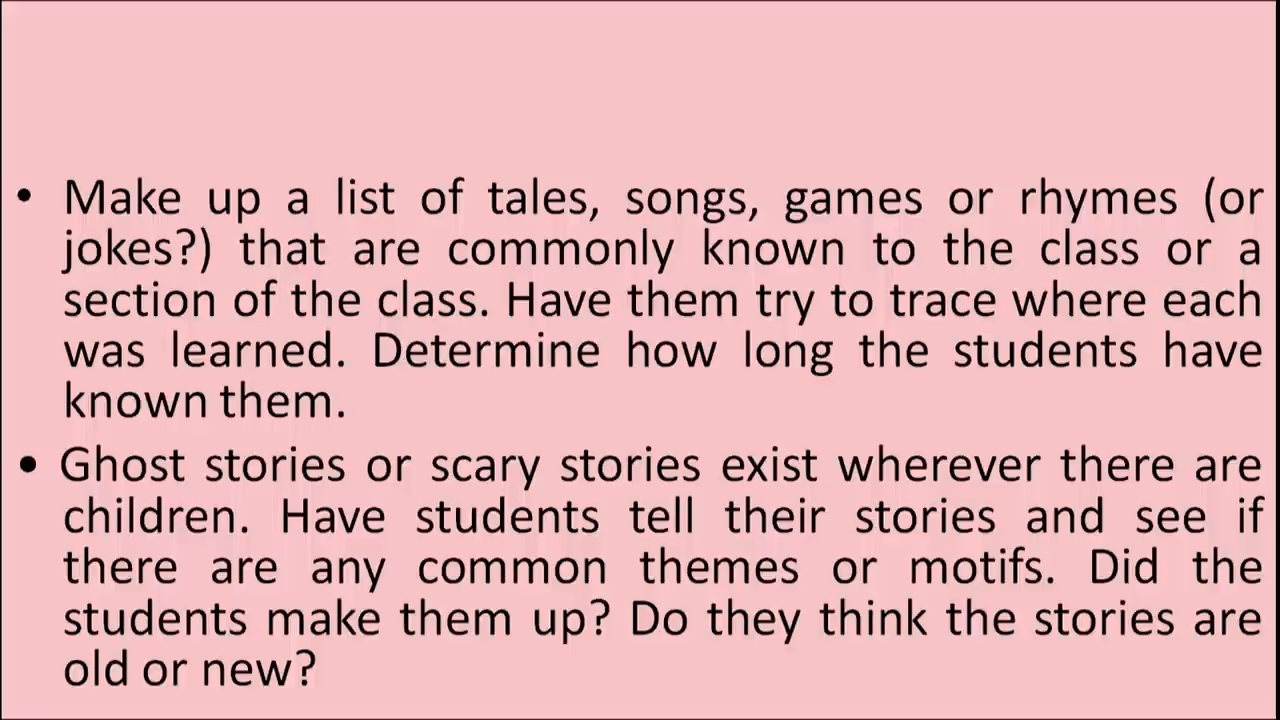 • Make up a list of tales, songs, games or rhymes (or
jokes?) that are commonly known to the class or a
section of the class. Have them try to trace where each
was learned. Determine how long the students have
known them.
• Ghost stories or scary stories exist wherever there are
children. Have students tell their stories and see if
there are any common themes or motifs. Did the
students make them up? Do they think the stories are
old or new?